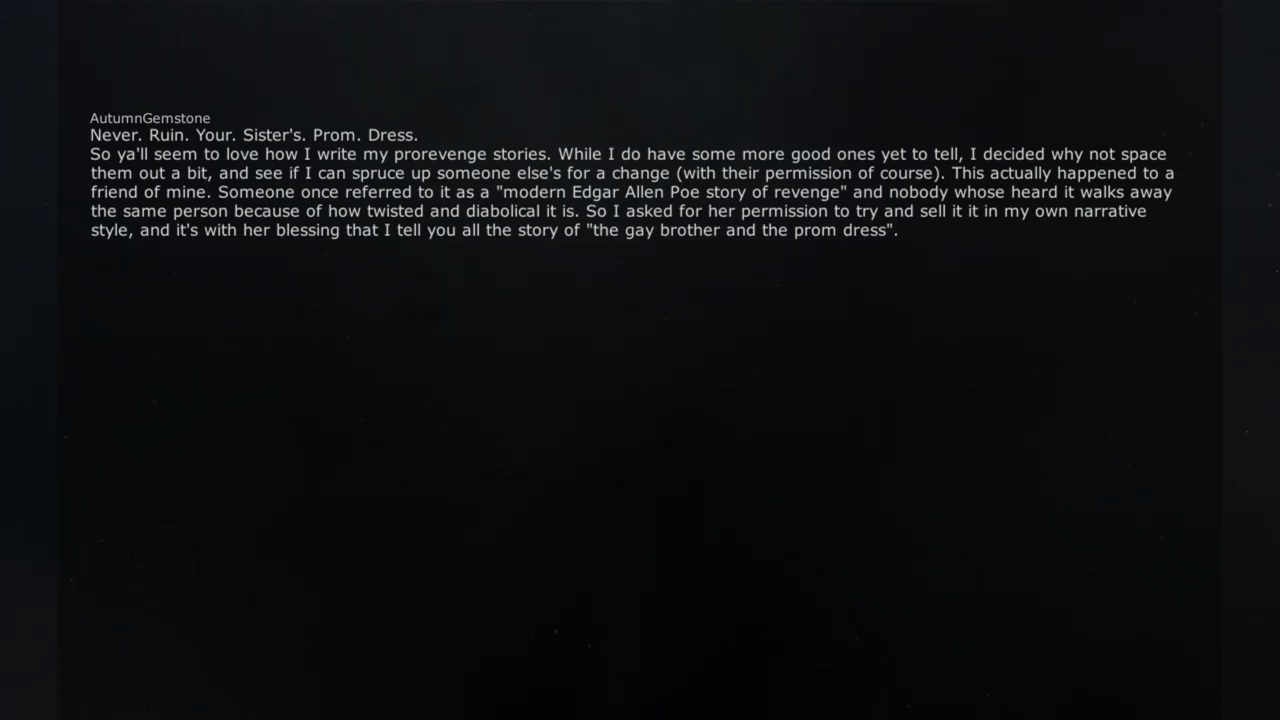 AutumnGemstone
Never. Ruin. Your. Sister's. Prom. Dress.
So ya'll seem to love how I write my prorevenge stories. While I do have some more good ones yet to tell, I decided why not space
them out a bit, and see if I can spruce up someone else's for a change (with their permission of course). This actually happened to a
friend of mine. Someone once referred to it as a "modern Edgar Allen Poe story of revenge" and nobody whose heard it walks away
the same person because of how twisted and diabolical it is. So I asked for her permission to try and sell it it in my own narrative
style, and it's with her blessing that I tell you all the story of "the gay brother and the prom dress".